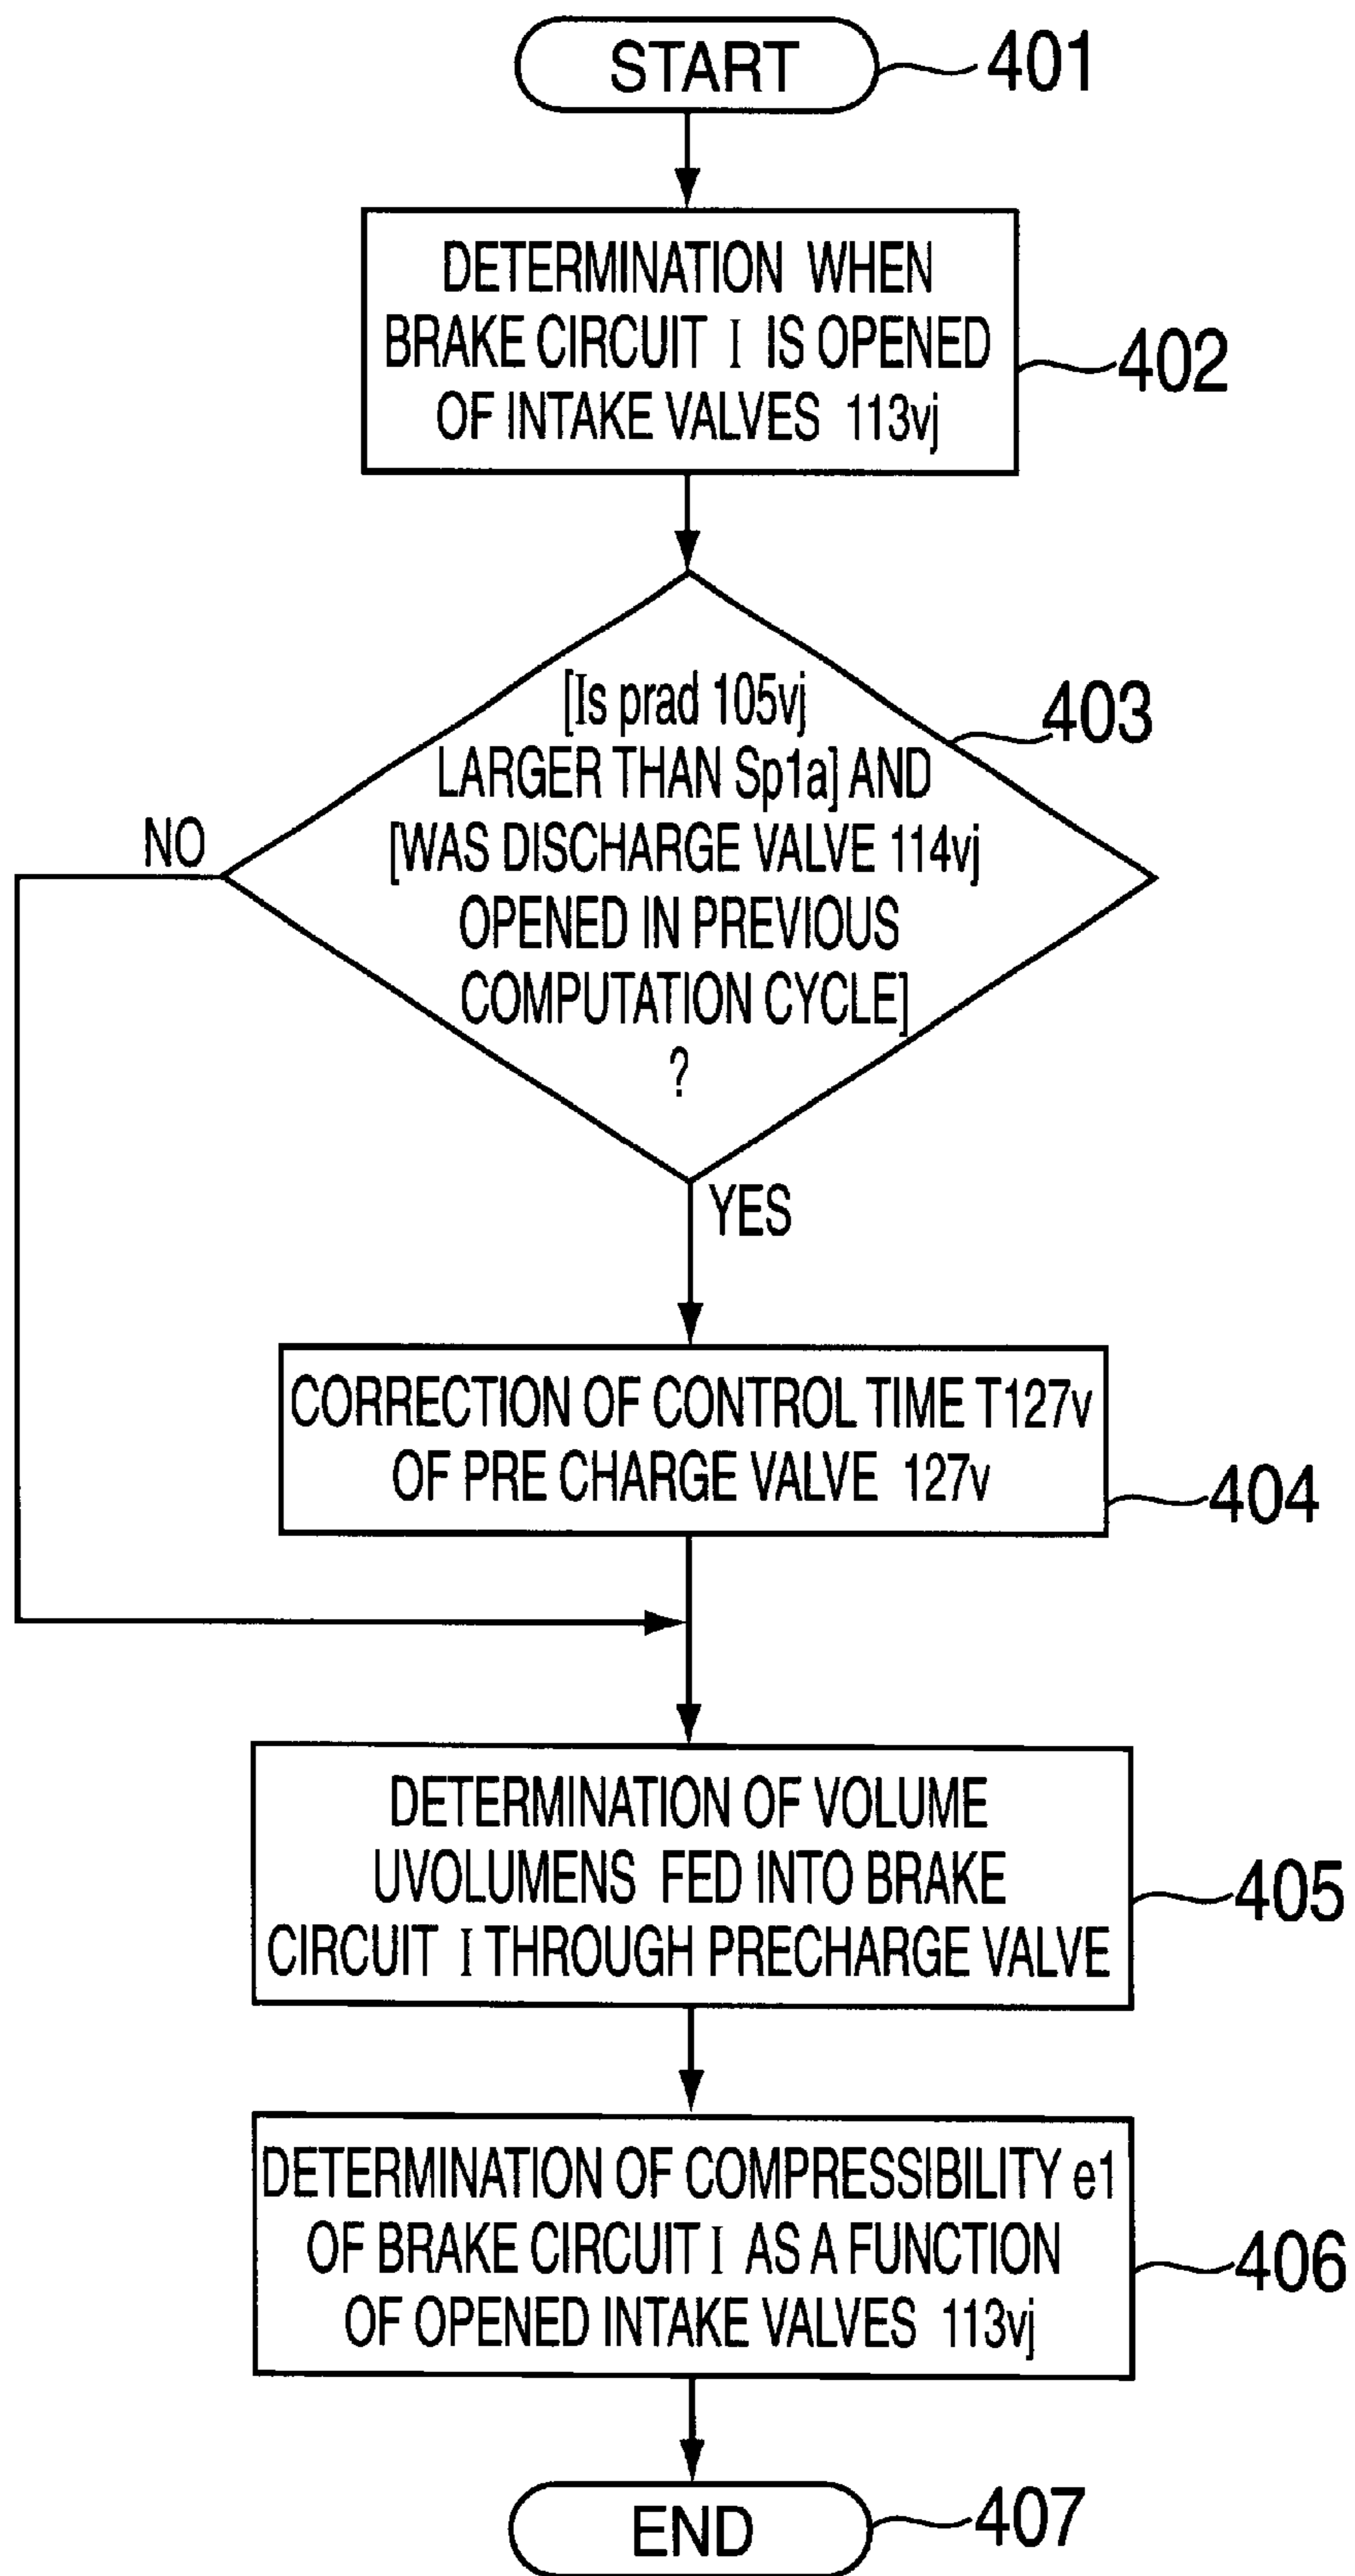 START
401
DETERMINATION WHEN
BRAKE CIRCUIT I IS OPENED
OF INTAKE VALVES 113vj
402
[Is prad 105vj
LARGER THAN Sp1a] AND
[WAS DISCHARGE VALVE 114vj
OPENED IN PREVIOUS
COMPUTATION CYCLE]
?
403
NO
YES
CORRECTION OF CONTROL TIME T127v
OF PRE CHARGE VALVE 127v
404
DETERMINATION OF VOLUME
UVOLUMENS FED INTO BRAKE
CIRCUIT I THROUGH PRECHARGE VALVE
405
DETERMINATION OF COMPRESSIBILITY e1
OF BRAKE CIRCUIT I AS A FUNCTION
OF OPENED INTAKE VALVES 113vj
406
END
407